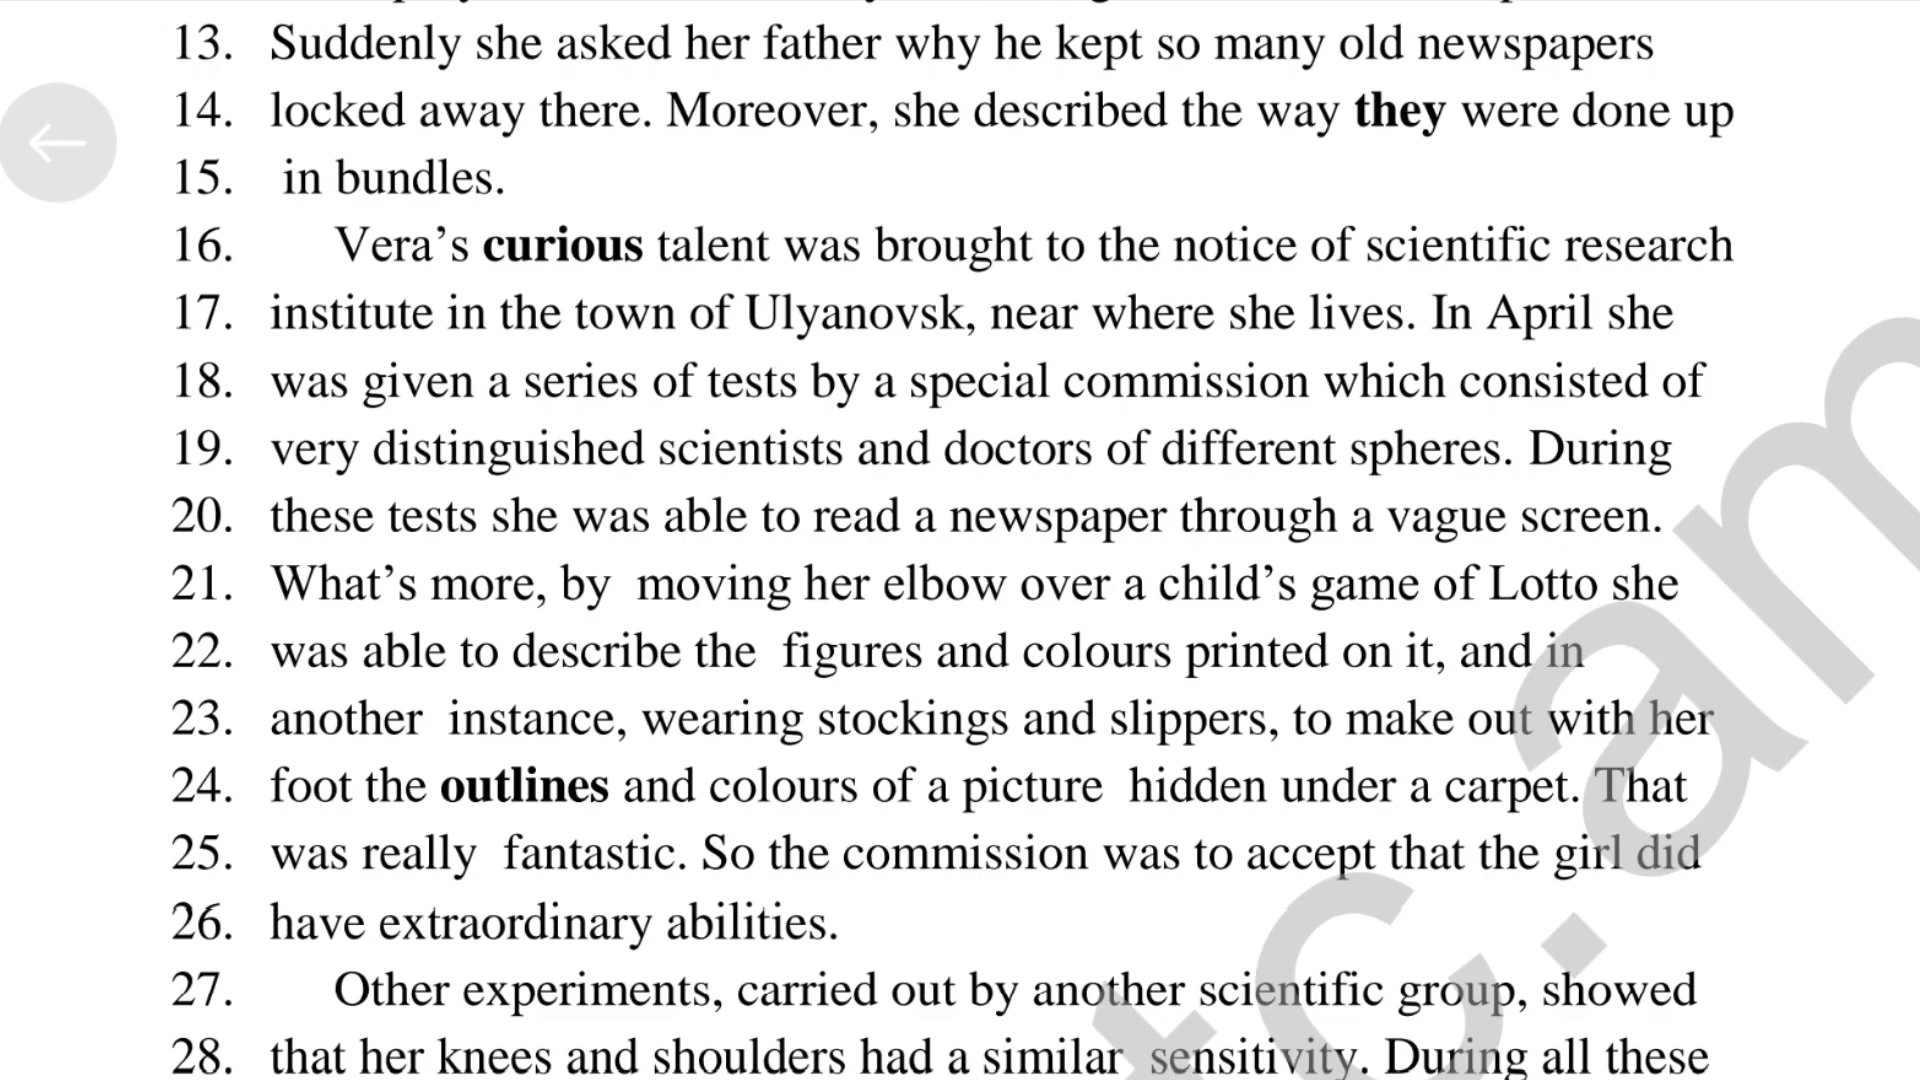 13. Suddenly she asked her father why he kept so many old newspapers
14. locked away there. Moreover, she described the way they were done up
15. in bundles.
16. Vera’s curious talent was brought to the notice of scientific research
17. institute in the town of Ulyanovsk, near where she lives. In April she
18. was given a series of tests by a special commission which consisted of
19. very distinguished scientists and doctors of different spheres. During
20. these tests she was able to read a newspaper through a vague screen.
21. What’s more, by moving her elbow over a child’s game of Lotto she
22. was able to describe the figures and colours printed on it, and in
23. another instance, wearing stockings and slippers, to make out with her
24. foot the outlines and colours of a picture hidden under a carpet. That
25. was really fantastic. So the commission was to accept that the girl did
26. have extraordinary abilities.
27. Other experiments, carried out by another scientific group, showed
28. that her knees and shoulders had a similar sensitivity. During all these
tc.am